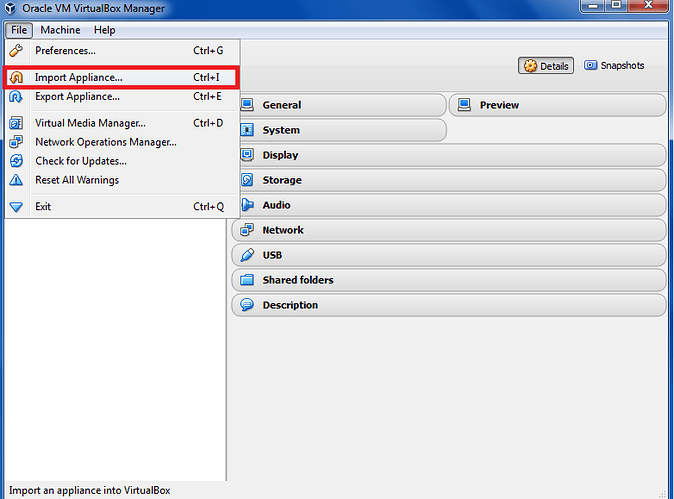 Oracle VM VirtualBox Manager
File Machine Help
Preferences... Ctrl+G
Import Appliance... Ctrl+I
Export Appliance... Ctrl+E
Virtual Media Manager... Ctrl+D
Network Operations Manager...
Check for Updates...
Reset All Warnings
Exit Ctrl+Q
Details Snapshots
General Preview
System
Display
Storage
Audio
Network
USB
Shared folders
Description
Import an appliance into VirtualBox